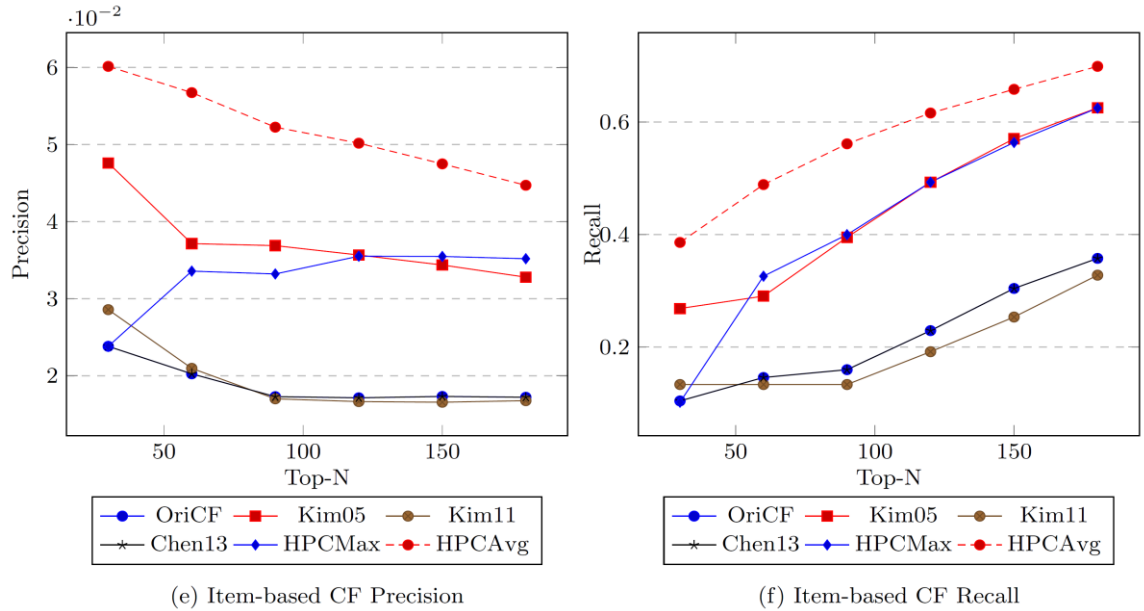 ·10−2
6
5
4
3
2
Precision
50
100
150
Top-N
OriCF Kim05 Kim11
Chen13 HPCMax HPCAvg
(e) Item-based CF Precision
0.6
0.4
0.2
Recall
50
100
150
Top-N
OriCF Kim05 Kim11
Chen13 HPCMax HPCAvg
(f) Item-based CF Recall